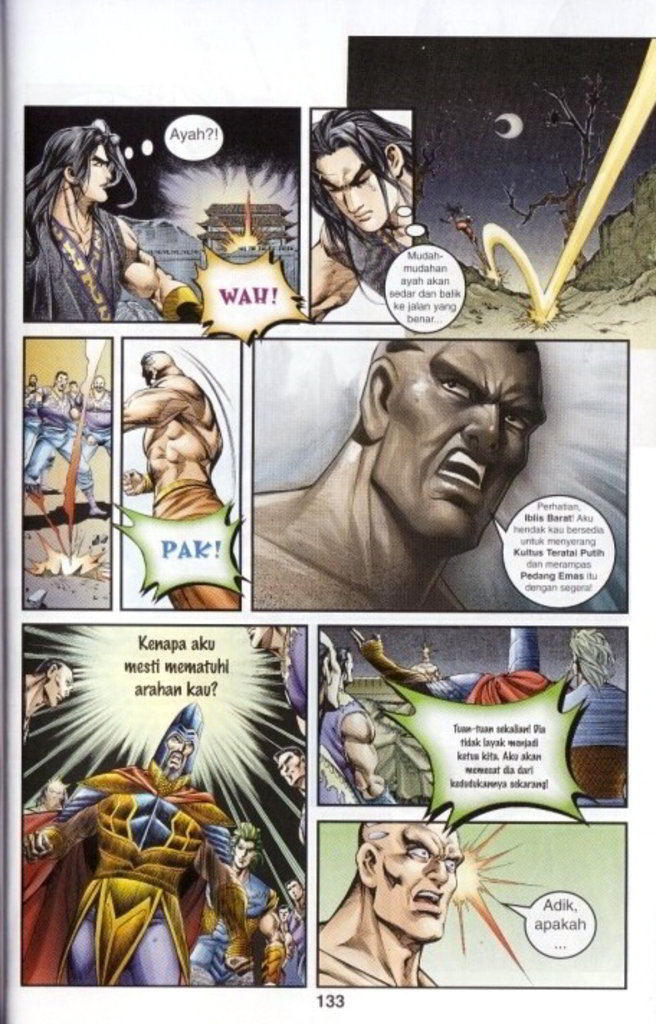 Ayah?!
WAH!
Mudah-
mudahan
ayah akan
sedar dan balik
ke jalan yang
benar...
PAK!
Perhatian,
Iblis Barat! Aku
hendak kau bersedia
untuk menyerang
Kultus Teratai Putih
dan merampas
Pedang Emas itu
dengan segera!
Kenapa aku
mesti mematuhi
arahan kau?
Tuan-tuan sekalian! Dia
tidak layak menjadi
ketua kita. Aku akan
memecat dia dari
kedudukannya sekarang!
Adik,
apakah
...
133